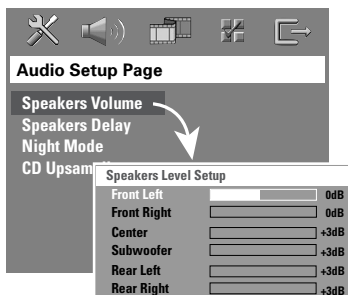 Audio Setup Page
Speakers Volume
Speakers Delay
Night Mode
CD Upsam
Speakers Level Setup
Front Left 0dB
Front Right 0dB
Center +3dB
Subwoofer +3dB
Rear Left +3dB
Rear Right +3dB